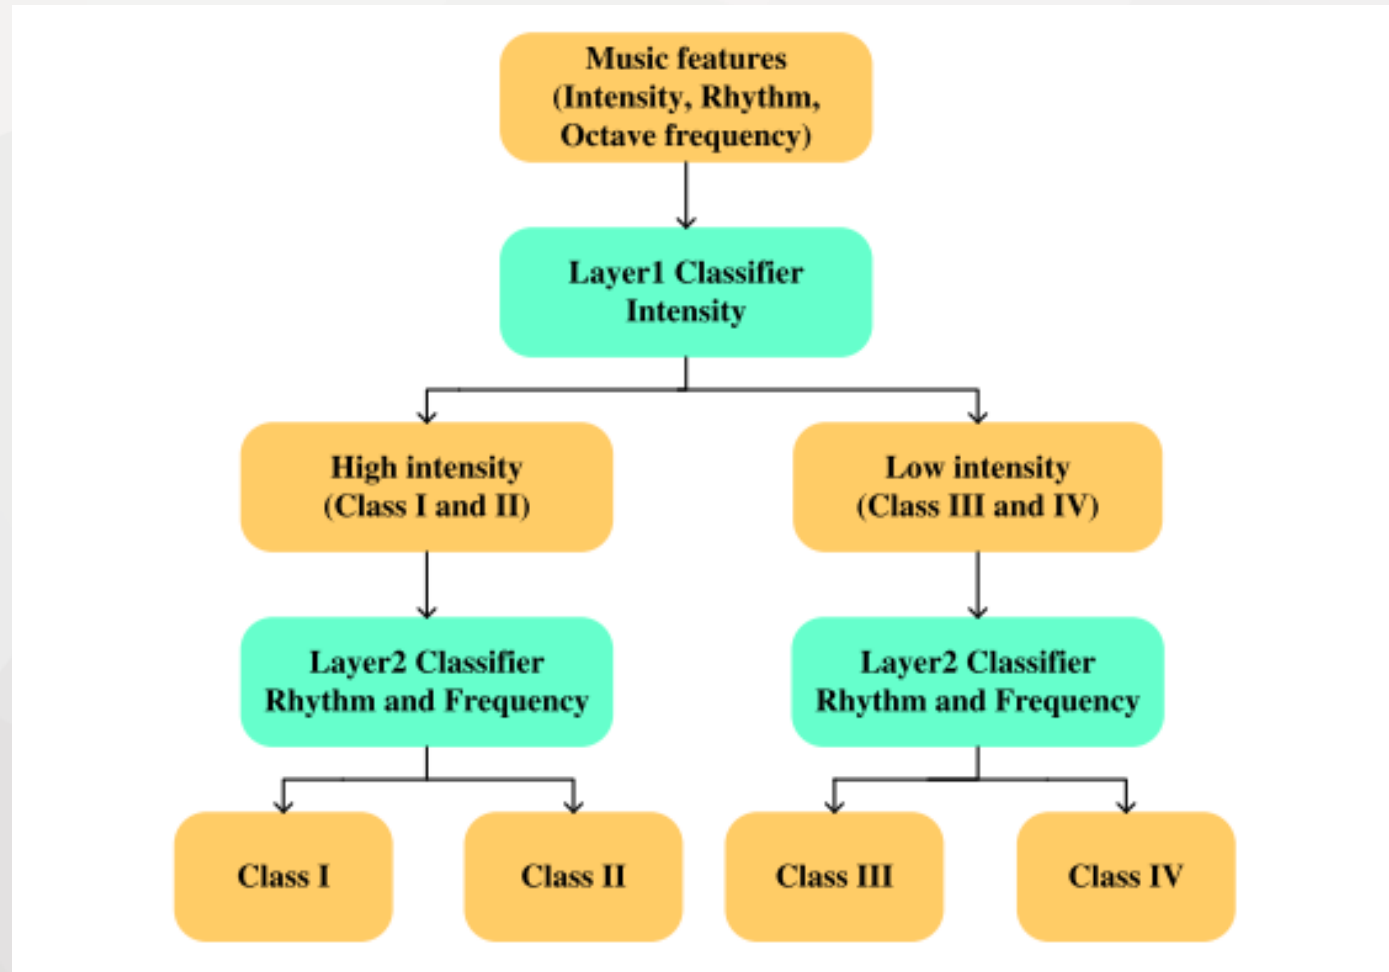 Music features
(Intensity, Rhythm,
Octave frequency)
Layer1 Classifier
Intensity
High intensity
(Class I and II)
Low intensity
(Class III and IV)
Layer2 Classifier
Rhythm and Frequency
Layer2 Classifier
Rhythm and Frequency
Class I
Class II
Class III
Class IV